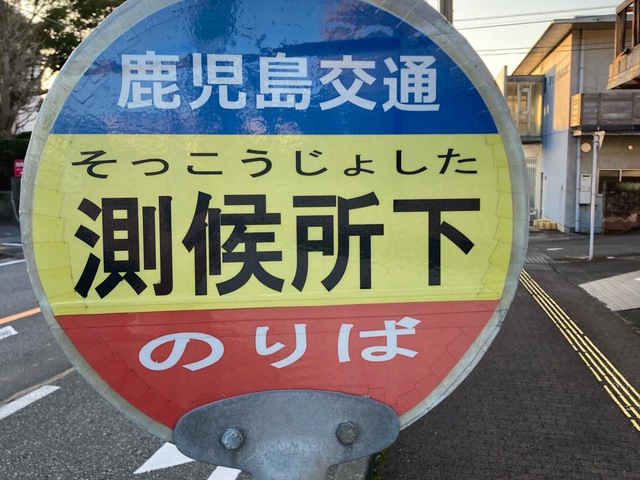 鹿児島交通
そっこうじょした
測候所下
のりば